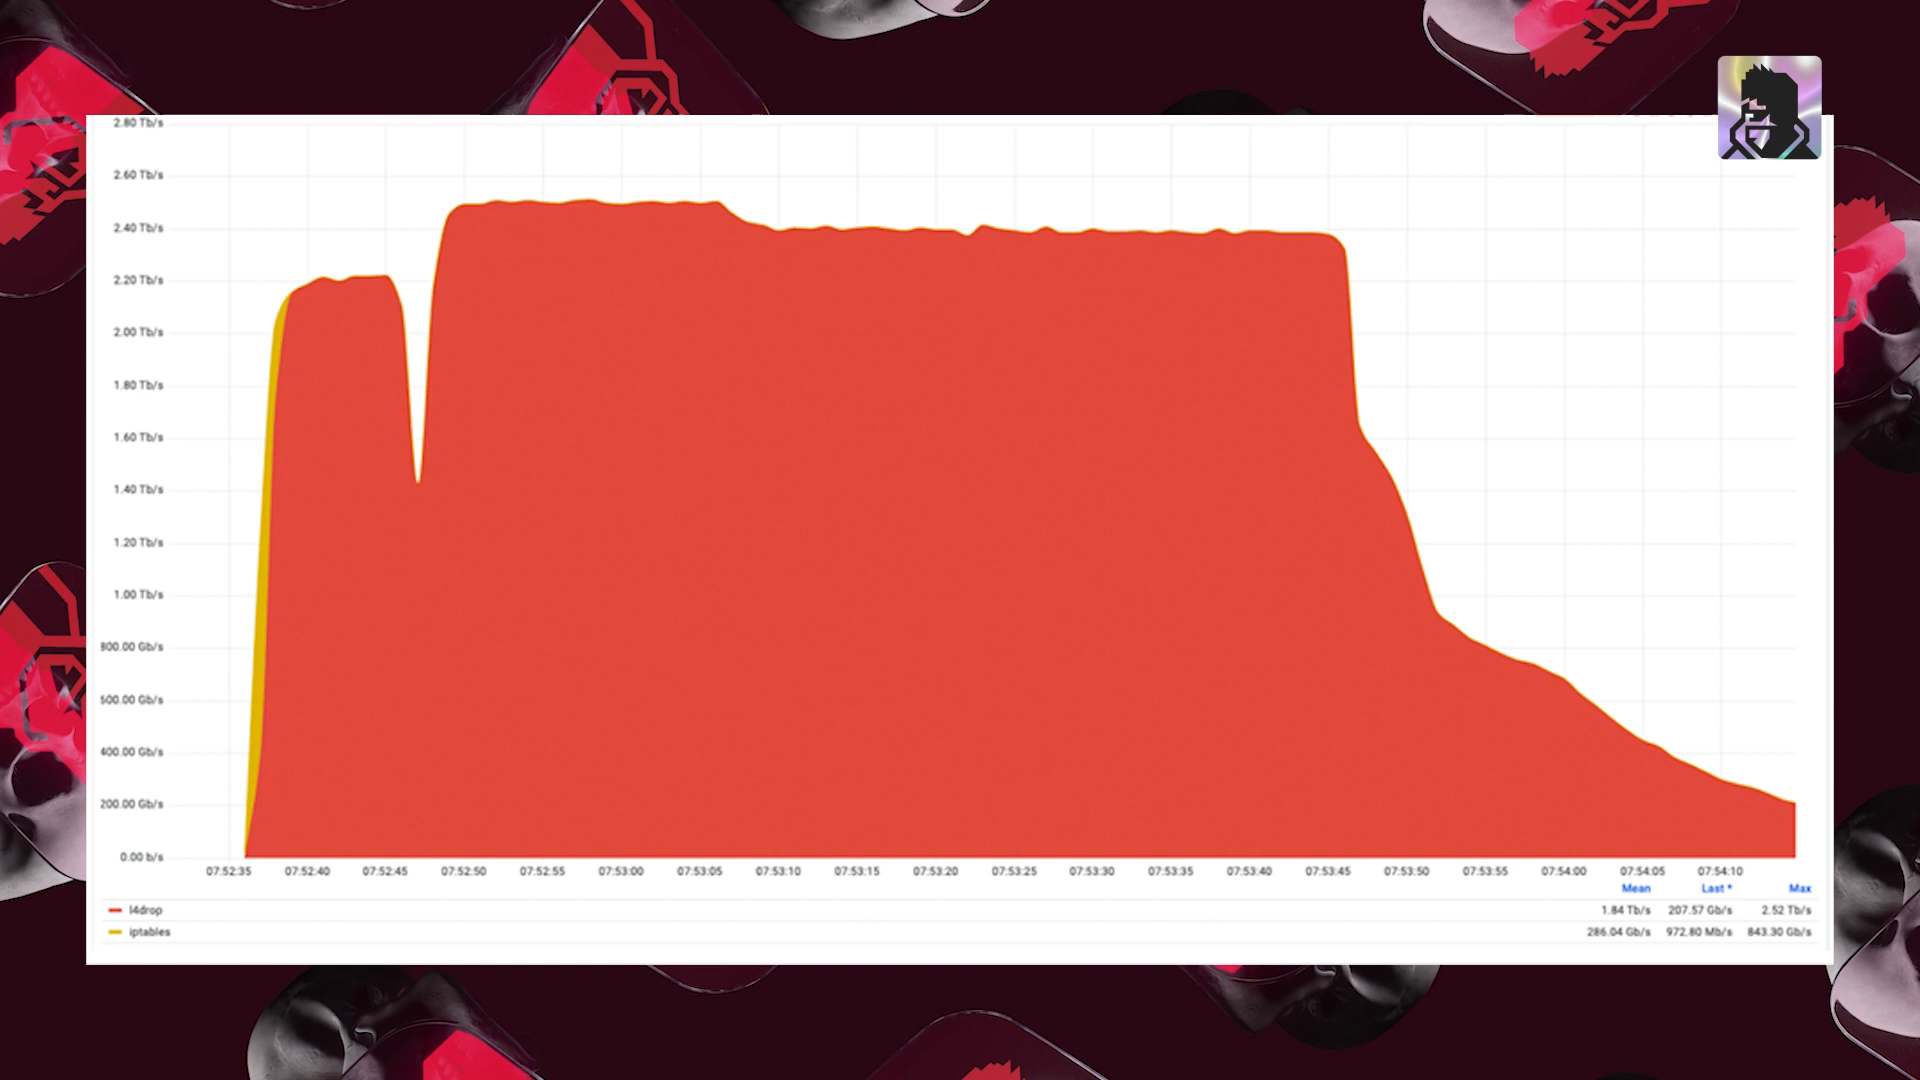 2.80 Tb/s
2.60 Tb/s
2.40 Tb/s
2.20 Tb/s
2.00 Tb/s
1.80 Tb/s
1.60 Tb/s
1.40 Tb/s
1.20 Tb/s
1.00 Tb/s
800.00 Gb/s
600.00 Gb/s
400.00 Gb/s
200.00 Gb/s
0.00 b/s
07:52:35 07:52:40 07:52:45 07:52:50 07:52:55 07:53:00 07:53:05 07:53:10 07:53:15 07:53:20 07:53:25 07:53:30 07:53:35 07:53:40 07:53:45 07:53:50 07:53:55 07:54:00 07:54:05 07:54:10
Mean Last * Max
l4drop 1.84 Tb/s 207.57 Gb/s 2.52 Tb/s
iptables 286.04 Gb/s 972.80 Mb/s 843.30 Gb/s